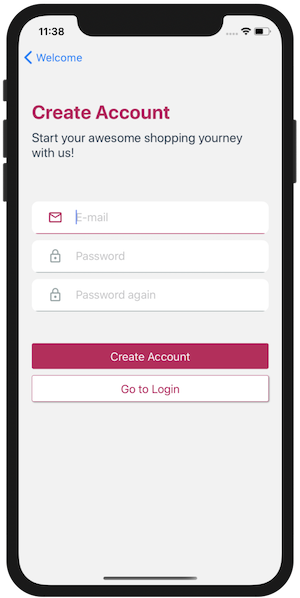 11:38
Welcome
Create Account
Start your awesome shopping yourney
with us!
E-mail
Password
Password again
Create Account
Go to Login